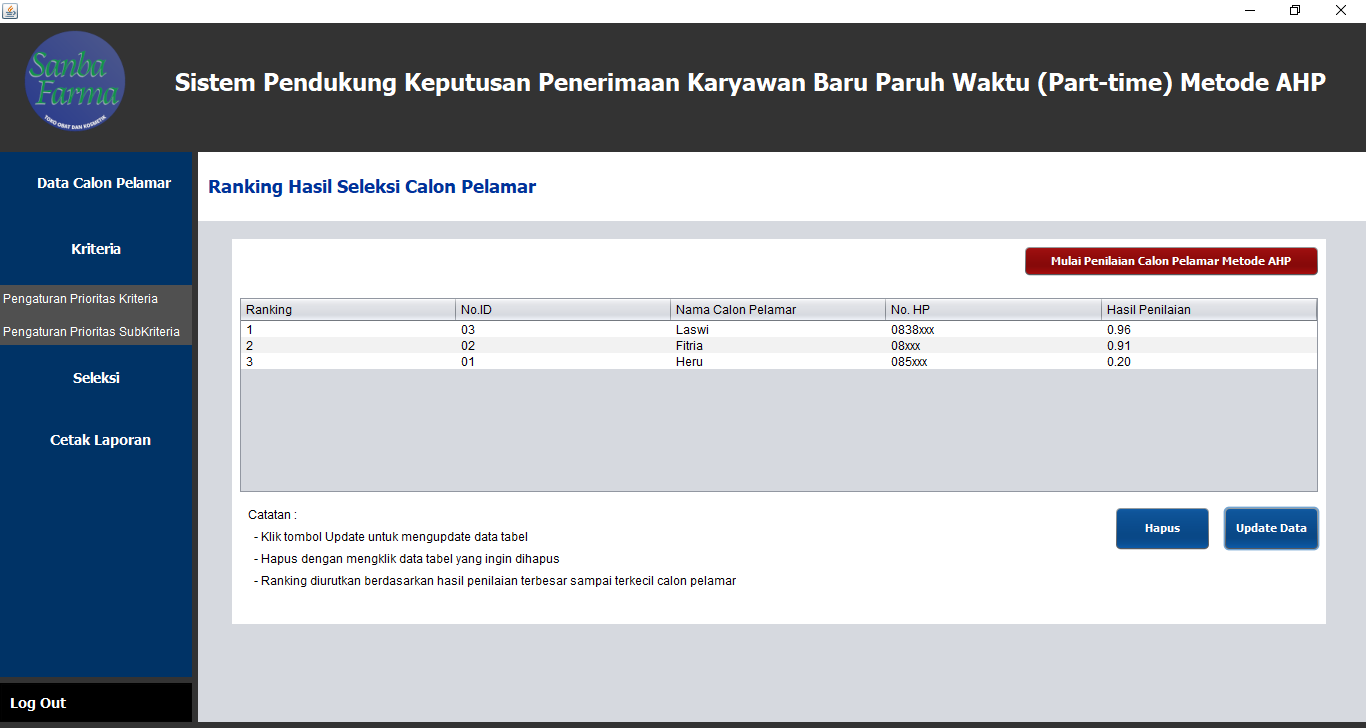 Sanba
Farma
TOKO OBAT DAN KOSMETIK
Sistem Pendukung Keputusan Penerimaan Karyawan Baru Paruh Waktu (Part-time) Metode AHP
Data Calon Pelamar
Kriteria
Pengaturan Prioritas Kriteria
Pengaturan Prioritas SubKriteria
Seleksi
Cetak Laporan
Log Out
Ranking Hasil Seleksi Calon Pelamar
Mulai Penilaian Calon Pelamar Metode AHP
Ranking No.ID Nama Calon Pelamar No. HP Hasil Penilaian
1 03 Laswi 0838xxx 0.96
2 02 Fitria 08xxx 0.91
3 01 Heru 085xxx 0.20
Catatan :
- Klik tombol Update untuk mengupdate data tabel
- Hapus dengan mengklik data tabel yang ingin dihapus
- Ranking diurutkan berdasarkan hasil penilaian terbesar sampai terkecil calon pelamar
Hapus
Update Data